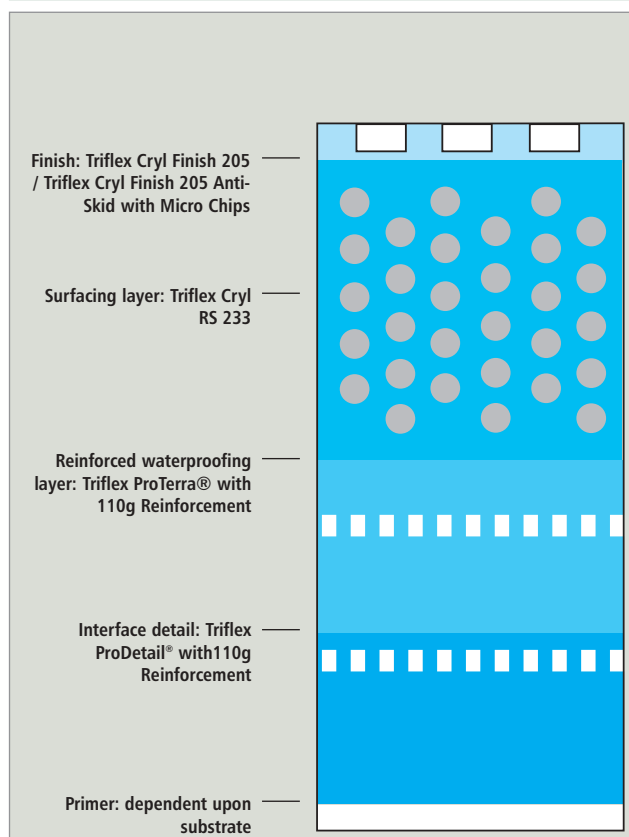 Finish: Triflex Cryl Finish 205
/ Triflex Cryl Finish 205 Anti-
Skid with Micro Chips
Surfacing layer: Triflex Cryl
RS 233
Reinforced waterproofing
layer: Triflex ProTerra® with
110g Reinforcement
Interface detail: Triflex
ProDetail® with110g
Reinforcement
Primer: dependent upon
substrate